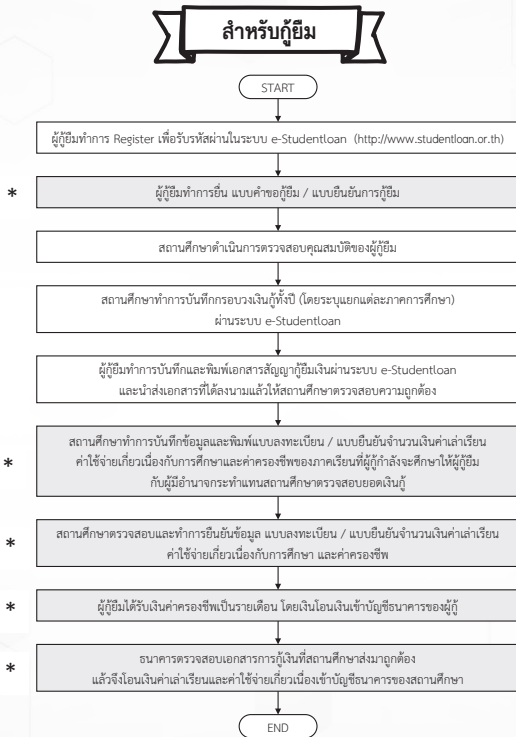 สำหรับกู้ยืม
START
ผู้กู้ยืมทำการ Register เพื่อรับรหัสผ่านในระบบ e-Studentloan (http://www.studentloan.or.th)
* ผู้กู้ยืมทำการยื่น แบบคำขอกู้ยืม / แบบยืนยันการกู้ยืม
สถานศึกษาดำเนินการตรวจสอบคุณสมบัติของผู้กู้ยืม
สถานศึกษาทำการบันทึกกรอบวงเงินกู้ทั้งปี (โดยระบุแยกแต่ละภาคการศึกษา)
ผ่านระบบ e-Studentloan
ผู้กู้ยืมทำการบันทึกและพิมพ์เอกสารสัญญากู้ยืมเงินผ่านระบบ e-Studentloan
และนำส่งเอกสารที่ได้ลงนามแล้วให้สถานศึกษาตรวจสอบความถูกต้อง
สถานศึกษาทำการบันทึกข้อมูลและพิมพ์แบบลงทะเบียน / แบบยืนยันจำนวนเงินค่าเล่าเรียน
* ค่าใช้จ่ายเกี่ยวเนื่องกับการศึกษาและค่าครองชีพของภาคเรียนที่ผู้กู้กำลังจะศึกษาให้ผู้กู้ยืม
กับผู้มีอำนาจกระทำแทนสถานศึกษาตรวจสอบยอดเงินกู้
* สถานศึกษาตรวจสอบและทำการยืนยันข้อมูล แบบลงทะเบียน / แบบยืนยันจำนวนเงินค่าเล่าเรียน
ค่าใช้จ่ายเกี่ยวเนื่องกับการศึกษา และค่าครองชีพ
* ผู้กู้ยืมได้รับเงินค่าครองชีพเป็นรายเดือน โดยเงินโอนเงินเข้าบัญชีธนาคารของผู้กู้
* ธนาคารตรวจสอบเอกสารการกู้เงินที่สถานศึกษาส่งมาถูกต้อง
แล้วจึงโอนเงินค่าเล่าเรียนและค่าใช้จ่ายเกี่ยวเนื่องเข้าบัญชีธนาคารของสถานศึกษา
END